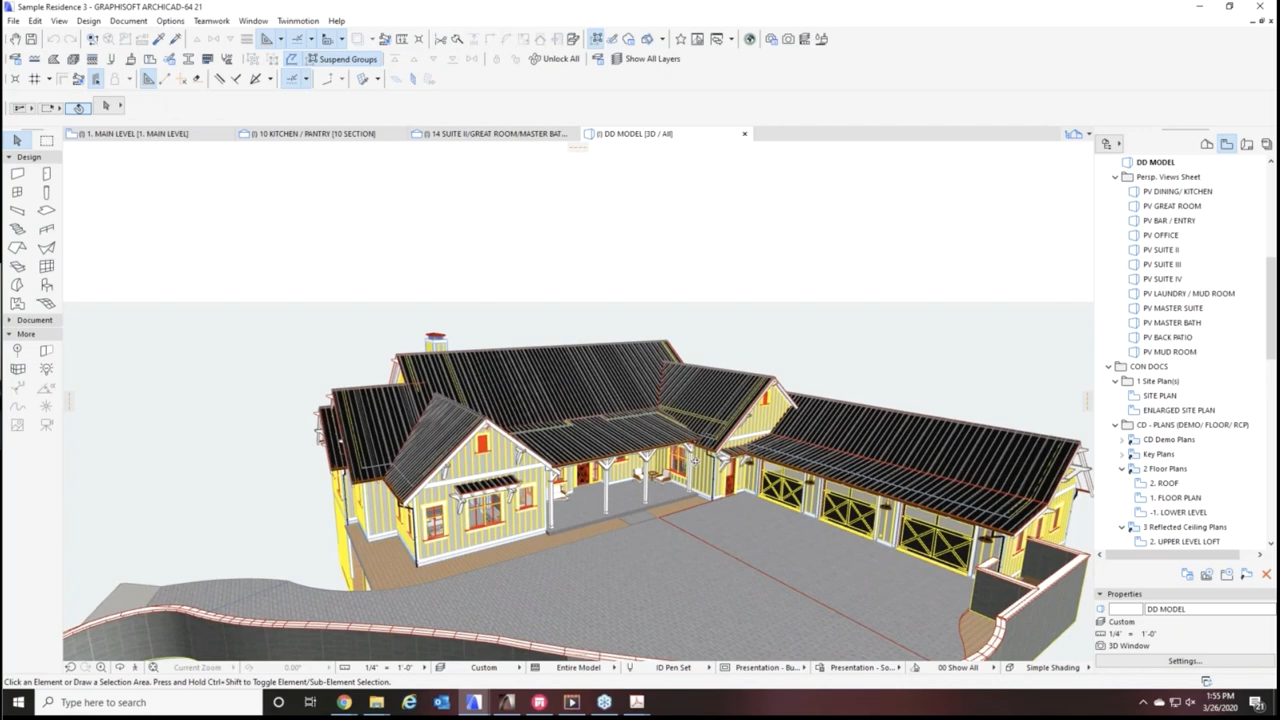 Sample Residence 3 - GRAPHISOFT ARCHICAD-64 21
File Edit View Design Document Options Teamwork Window Twinmotion Help
Suspend Groups
Unlock All
Show All Layers
(!) 1. MAIN LEVEL [1. MAIN LEVEL]
(!) 10 KITCHEN / PANTRY [10 SECTION]
(!) 14 SUITE II/GREAT ROOM/MASTER BAT...
(!) DD MODEL [3D / All]
Design
Document
More
DD MODEL
Persp. Views Sheet
PV DINING/ KITCHEN
PV GREAT ROOM
PV BAR / ENTRY
PV OFFICE
PV SUITE II
PV SUITE III
PV SUITE IV
PV LAUNDRY / MUD ROOM
PV MASTER SUITE
PV MASTER BATH
PV BACK PATIO
PV MUD ROOM
CON DOCS
1 Site Plan(s)
SITE PLAN
ENLARGED SITE PLAN
CD - PLANS (DEMO/ FLOOR/ RCP)
CD Demo Plans
Key Plans
2 Floor Plans
2. ROOF
1. FLOOR PLAN
-1. LOWER LEVEL
3 Reflected Ceiling Plans
2. UPPER LEVEL LOFT
Properties
DD MODEL
Custom
1/4" = 1'-0"
3D Window
Settings...
Current Zoom
0.00°
1/4" = 1'-0"
Custom
Entire Model
ID Pen Set
Presentation - Bu...
Presentation - So...
00 Show All
Simple Shading
Click an Element or Draw a Selection Area. Press and Hold Ctrl+Shift to Toggle Element/Sub-Element Selection.
Type here to search
1:55 PM
3/26/2020
21